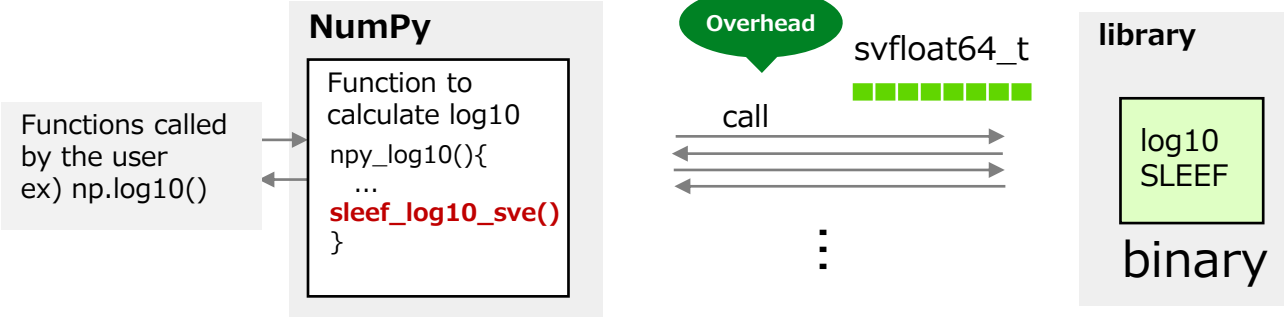 Functions called
by the user
ex) np.log10()
NumPy
Function to
calculate log10
npy_log10(){
...
sleef_log10_sve()
}
Overhead
svfloat64_t
call
library
log10
SLEEF
binary